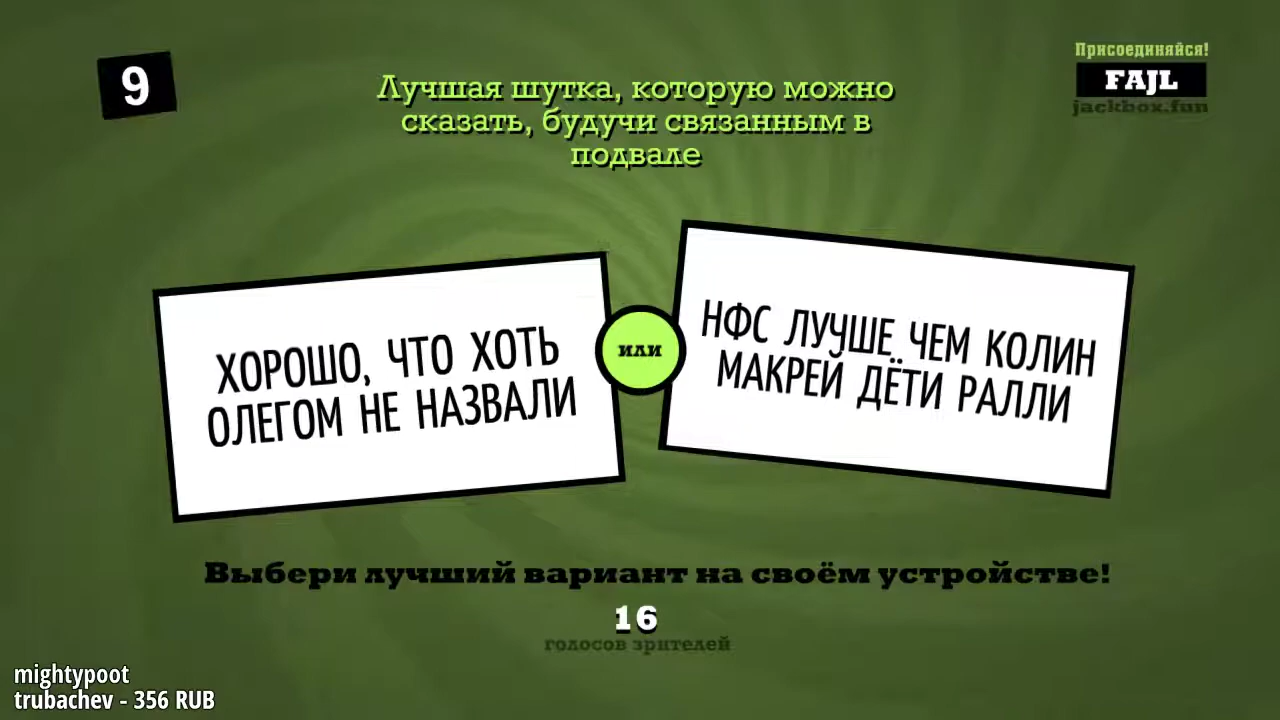 9
Лучшая шутка, которую можно
сказать, будучи связанным в
подвале
Присоединяйся!
FAJL
jackbox.fun
ХОРОШО, ЧТО ХОТЬ
ОЛЕГОМ НЕ НАЗВАЛИ
ИЛИ
НФС ЛУЧШЕ ЧЕМ КОЛИН
МАКРЕЙ ДЁТИ РАЛЛИ
Выбери лучший вариант на своём устройстве!
16
голосов зрителей
mightypoot
trubachev - 356 RUB